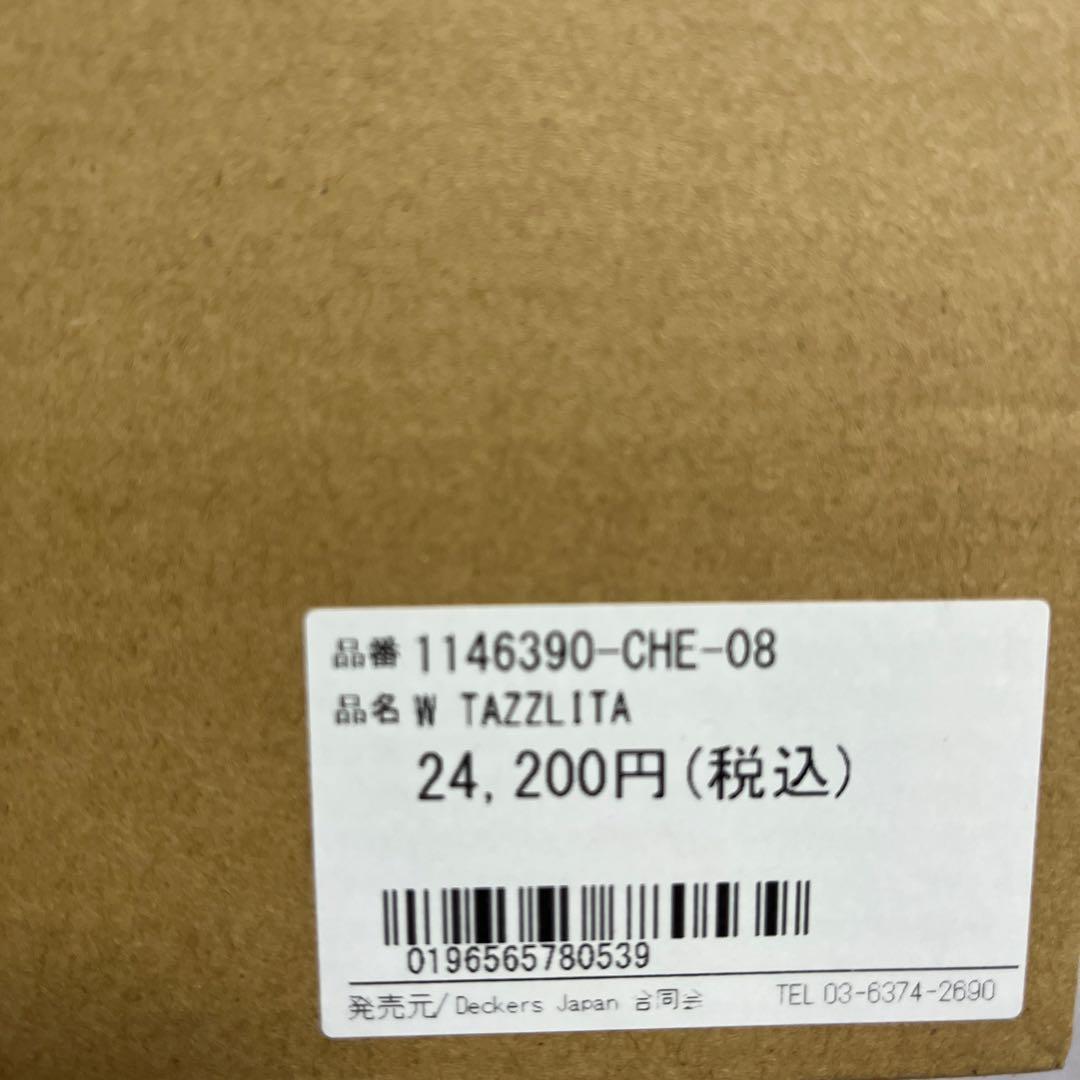 品番 1146390-CHE-08
品名 W TAZZLITA
24,200円(税込)
0196565780539
発売元/Deckers Japan 合同会
TEL 03-6374-2690